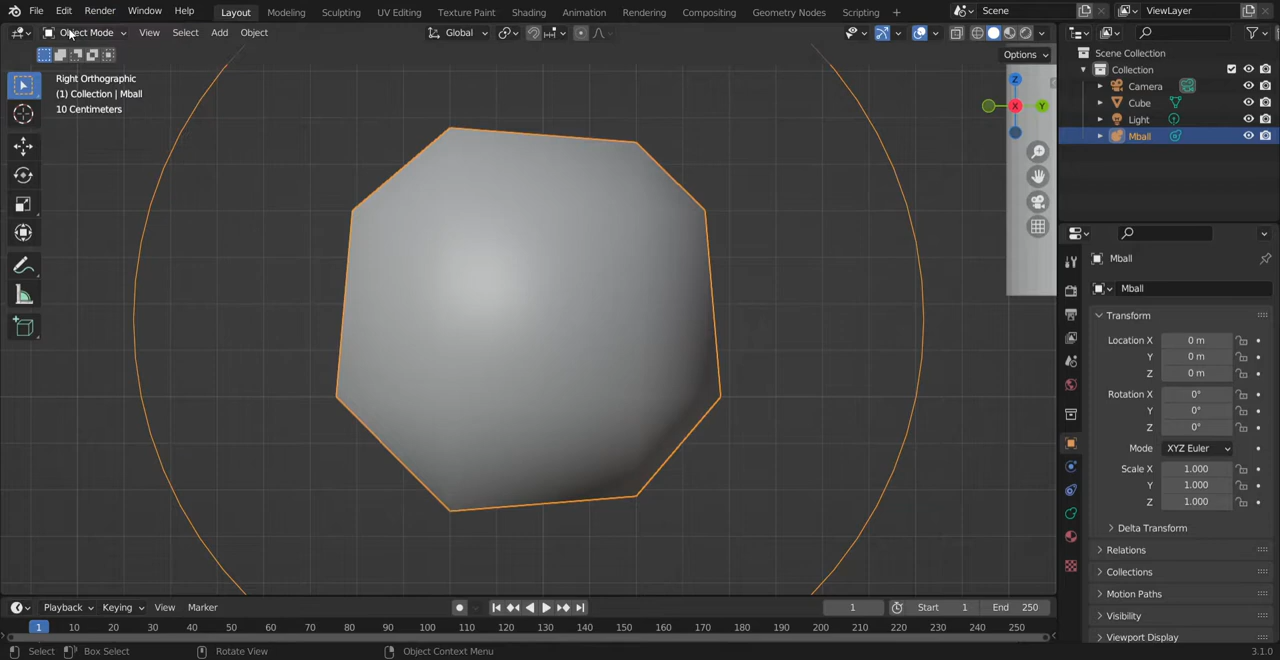 File Edit Render Window Help Layout Modeling Sculpting UV Editing Texture Paint Shading Animation Rendering Compositing Geometry Nodes Scripting Scene ViewLayer
Object Mode View Select Add Object Global
Options
Right Orthographic
(1) Collection | Mball
10 Centimeters
Z
X
Y
Scene Collection
Collection
Camera
Cube
Light
Mball
Mball
Mball
Transform
Location X 0 m
Y 0 m
Z 0 m
Rotation X 0°
Y 0°
Z 0°
Mode XYZ Euler
Scale X 1.000
Y 1.000
Z 1.000
Delta Transform
Relations
Collections
Motion Paths
Visibility
Viewport Display
Playback Keying View Marker 1 Start 1 End 250
1 10 20 30 40 50 60 70 80 90 100 110 120 130 140 150 160 170 180 190 200 210 220 230 240 250
Select Box Select Rotate View Object Context Menu 3.1.0